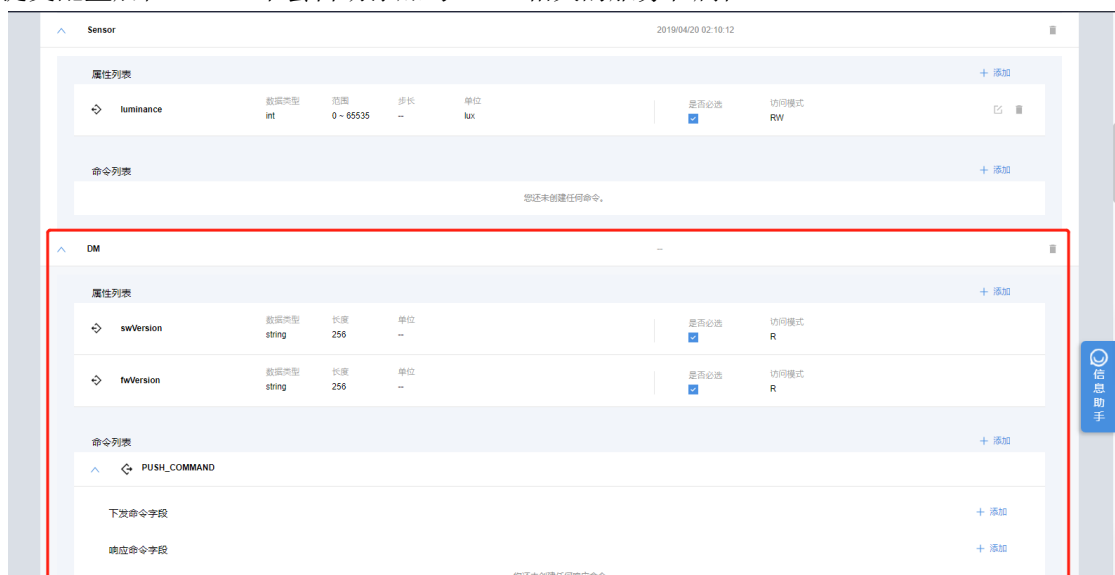 Sensor 2019/04/20 02:10:12
属性列表 + 添加
数据类型 范围 步长 单位 是否必选 访问模式
luminance int 0 ~ 65535 -- lux RW
命令列表 + 添加
您还未创建任何命令。
DM --
属性列表 + 添加
数据类型 长度 单位 是否必选 访问模式
swVersion string 256 -- R
数据类型 长度 单位 是否必选 访问模式
fwVersion string 256 -- R
信息助手
命令列表 + 添加
PUSH_COMMAND
下发命令字段 + 添加
响应命令字段 + 添加